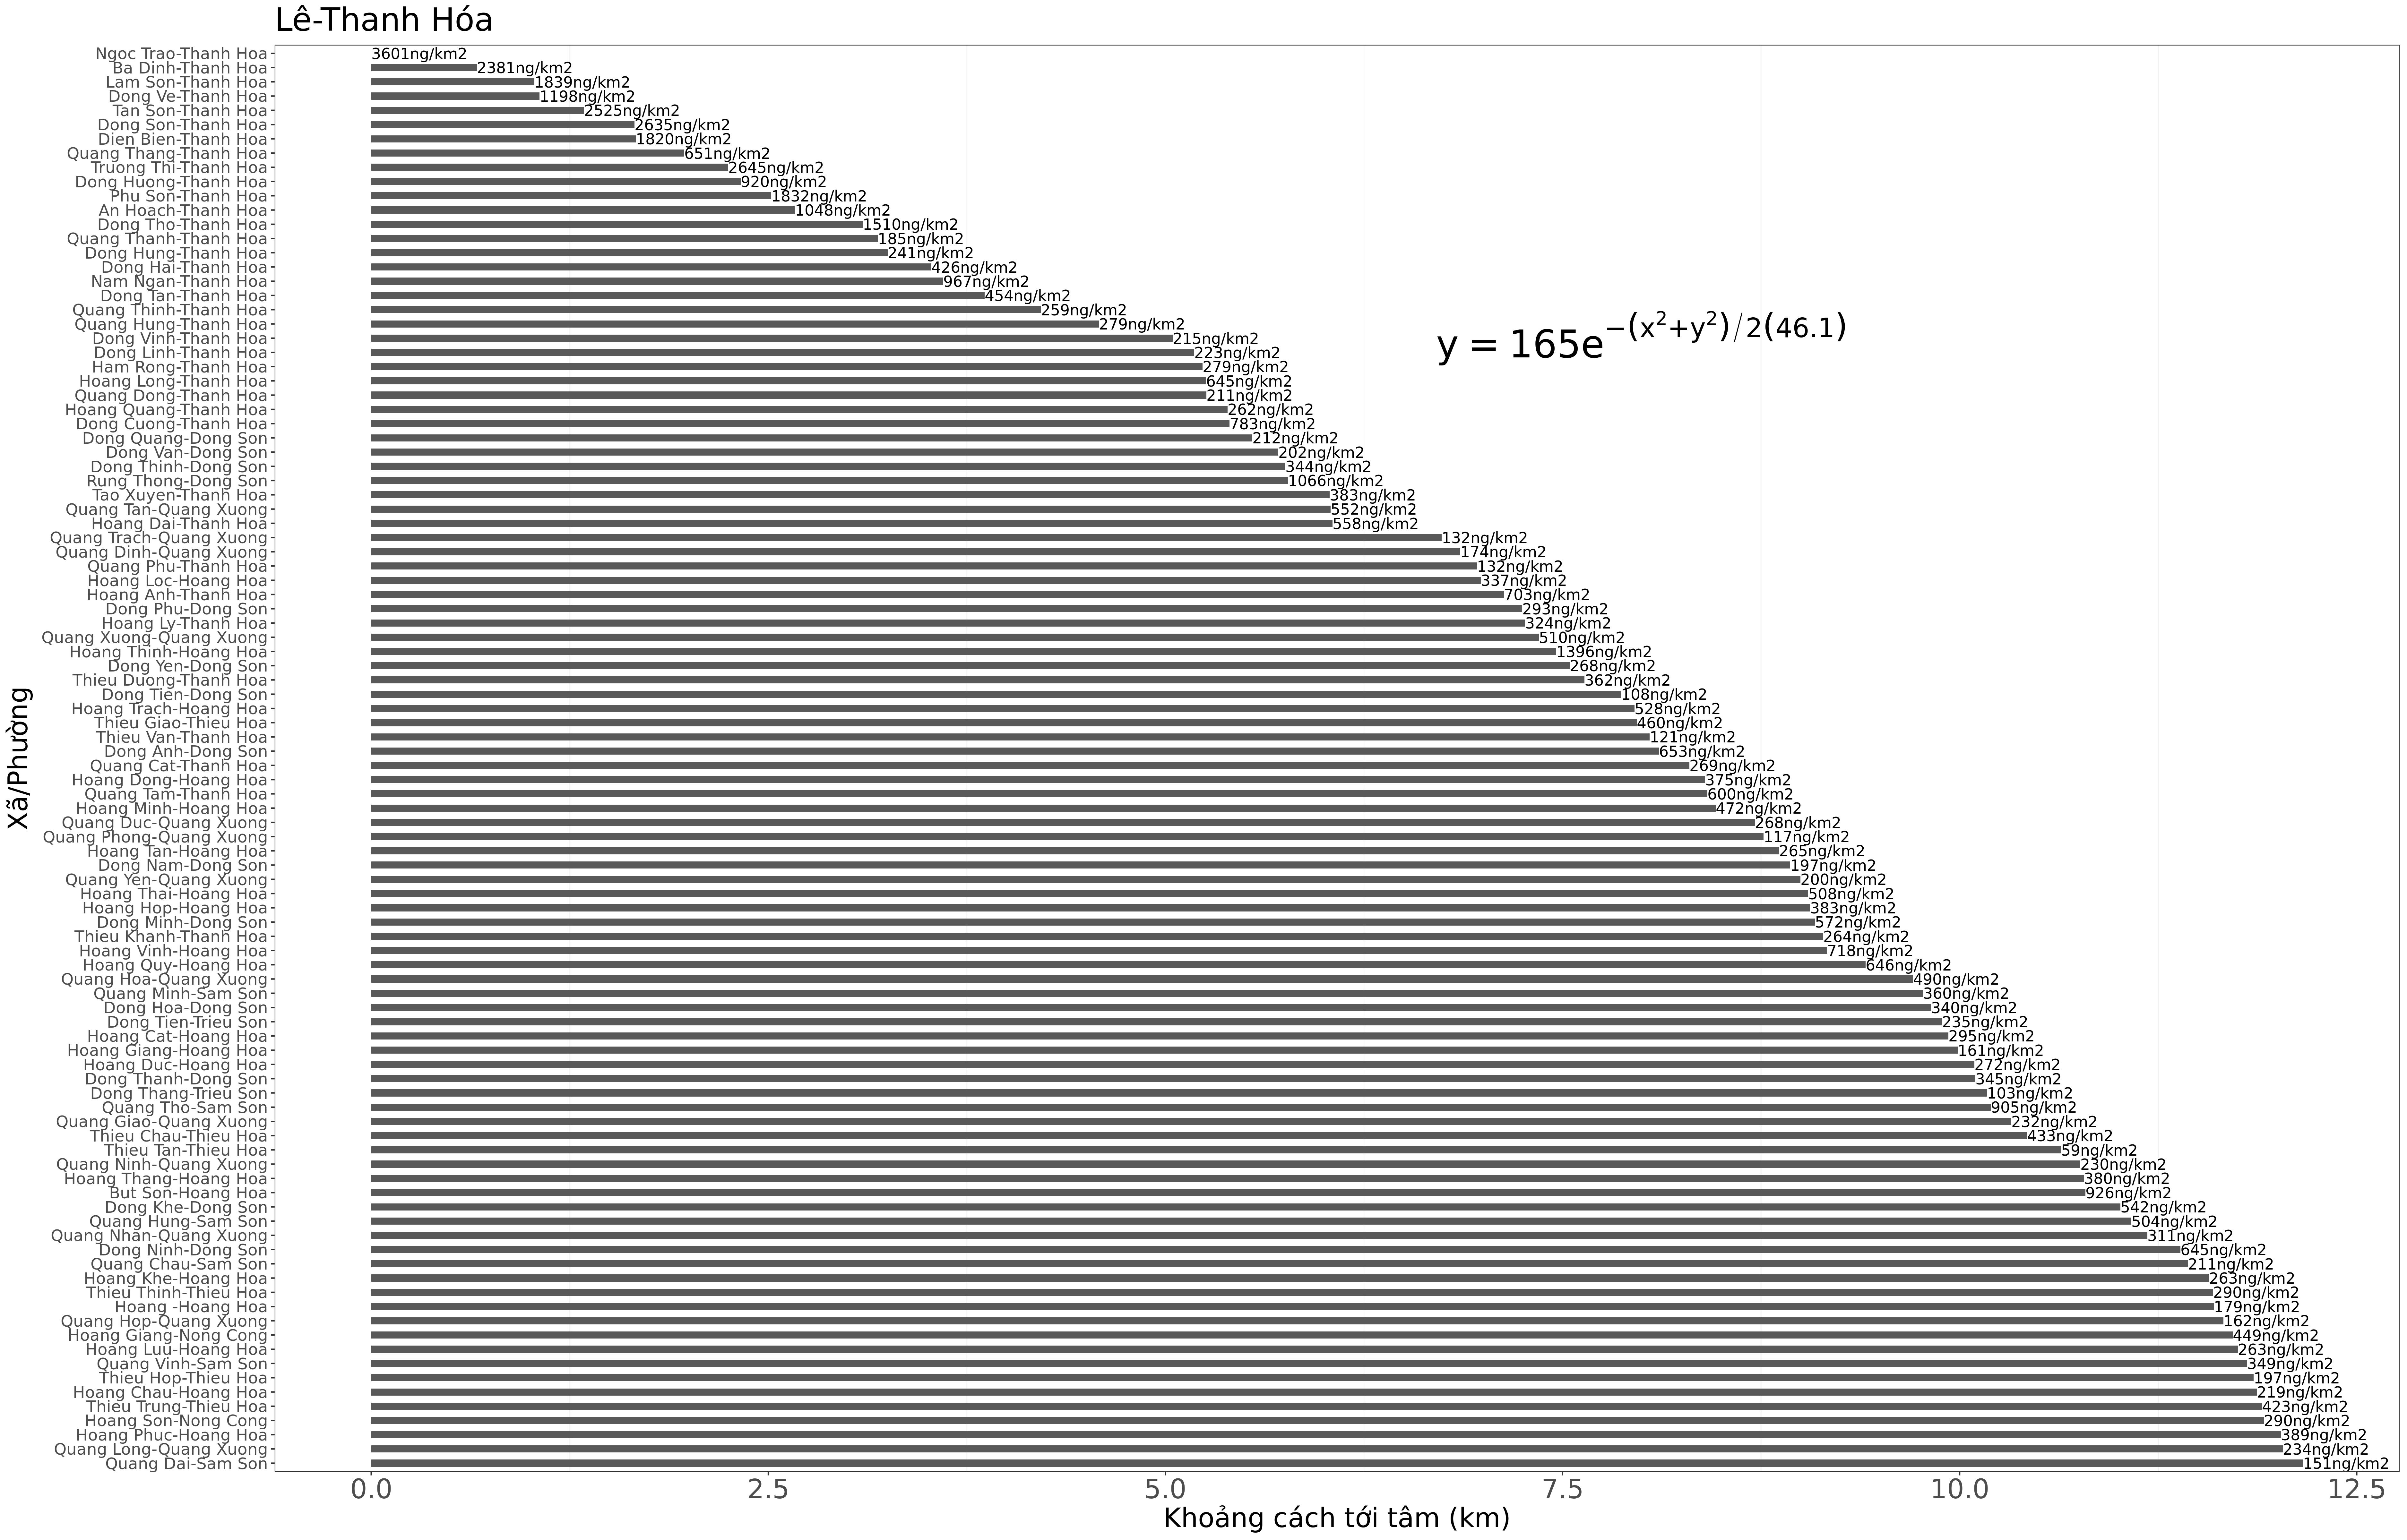 Lê-Thanh Hóa
Ngoc Trao-Thanh Hoa 3601ng/km2
Ba Dinh-Thanh Hoa 2381ng/km2
Lam Son-Thanh Hoa 1839ng/km2
Dong Ve-Thanh Hoa 1198ng/km2
Tan Son-Thanh Hoa 2525ng/km2
Dong Son-Thanh Hoa 2635ng/km2
Dien Bien-Thanh Hoa 1820ng/km2
Quang Thang-Thanh Hoa 651ng/km2
Truong Thi-Thanh Hoa 2645ng/km2
Dong Huong-Thanh Hoa 920ng/km2
Phu Son-Thanh Hoa 1832ng/km2
An Hoach-Thanh Hoa 1048ng/km2
Dong Tho-Thanh Hoa 1510ng/km2
Quang Thanh-Thanh Hoa 185ng/km2
Dong Hung-Thanh Hoa 241ng/km2
Dong Hai-Thanh Hoa 426ng/km2
Nam Ngan-Thanh Hoa 967ng/km2
Dong Tan-Thanh Hoa 454ng/km2
Quang Thinh-Thanh Hoa 259ng/km2
Quang Hung-Thanh Hoa 279ng/km2
Dong Vinh-Thanh Hoa 215ng/km2
y = 165e^−(x²+y²)/2(46.1)
Dong Linh-Thanh Hoa 223ng/km2
Ham Rong-Thanh Hoa 279ng/km2
Hoang Long-Thanh Hoa 645ng/km2
Quang Dong-Thanh Hoa 211ng/km2
Hoang Quang-Thanh Hoa 262ng/km2
Dong Cuong-Thanh Hoa 783ng/km2
Dong Quang-Dong Son 212ng/km2
Dong Van-Dong Son 202ng/km2
Dong Thinh-Dong Son 344ng/km2
Rung Thong-Dong Son 1066ng/km2
Tao Xuyen-Thanh Hoa 383ng/km2
Quang Tan-Quang Xuong 552ng/km2
Hoang Dai-Thanh Hoa 558ng/km2
Quang Trach-Quang Xuong 132ng/km2
Quang Dinh-Quang Xuong 174ng/km2
Quang Phu-Thanh Hoa 132ng/km2
Hoang Loc-Hoang Hoa 337ng/km2
Hoang Anh-Thanh Hoa 703ng/km2
Dong Phu-Dong Son 293ng/km2
Hoang Ly-Thanh Hoa 324ng/km2
Quang Xuong-Quang Xuong 510ng/km2
Hoang Thinh-Hoang Hoa 1396ng/km2
Dong Yen-Dong Son 268ng/km2
Thieu Duong-Thanh Hoa 362ng/km2
Dong Tien-Dong Son 108ng/km2
Hoang Trach-Hoang Hoa 528ng/km2
Thieu Giao-Thieu Hoa 460ng/km2
Thieu Van-Thanh Hoa 121ng/km2
Dong Anh-Dong Son 653ng/km2
Quang Cat-Thanh Hoa 269ng/km2
Hoang Dong-Hoang Hoa 375ng/km2
Quang Tam-Thanh Hoa 600ng/km2
Hoang Minh-Hoang Hoa 472ng/km2
Quang Duc-Quang Xuong 268ng/km2
Quang Phong-Quang Xuong 117ng/km2
Hoang Tan-Hoang Hoa 265ng/km2
Dong Nam-Dong Son 197ng/km2
Quang Yen-Quang Xuong 200ng/km2
Hoang Thai-Hoang Hoa 508ng/km2
Hoang Hop-Hoang Hoa 383ng/km2
Dong Minh-Dong Son 572ng/km2
Thieu Khanh-Thanh Hoa 264ng/km2
Hoang Vinh-Hoang Hoa 718ng/km2
Hoang Quy-Hoang Hoa 646ng/km2
Quang Hoa-Quang Xuong 490ng/km2
Quang Minh-Sam Son 360ng/km2
Dong Hoa-Dong Son 340ng/km2
Dong Tien-Trieu Son 235ng/km2
Hoang Cat-Hoang Hoa 295ng/km2
Hoang Giang-Hoang Hoa 161ng/km2
Hoang Duc-Hoang Hoa 272ng/km2
Dong Thanh-Dong Son 345ng/km2
Dong Thang-Trieu Son 103ng/km2
Quang Tho-Sam Son 905ng/km2
Quang Giao-Quang Xuong 232ng/km2
Thieu Chau-Thieu Hoa 433ng/km2
Thieu Tan-Thieu Hoa 59ng/km2
Quang Ninh-Quang Xuong 230ng/km2
Hoang Thang-Hoang Hoa 380ng/km2
But Son-Hoang Hoa 926ng/km2
Dong Khe-Dong Son 542ng/km2
Quang Hung-Sam Son 504ng/km2
Quang Nhan-Quang Xuong 311ng/km2
Dong Ninh-Dong Son 645ng/km2
Quang Chau-Sam Son 211ng/km2
Hoang Khe-Hoang Hoa 263ng/km2
Thieu Thinh-Thieu Hoa 290ng/km2
Hoang -Hoang Hoa 179ng/km2
Quang Hop-Quang Xuong 162ng/km2
Hoang Giang-Nong Cong 449ng/km2
Hoang Luu-Hoang Hoa 263ng/km2
Quang Vinh-Sam Son 349ng/km2
Thieu Hop-Thieu Hoa 197ng/km2
Hoang Chau-Hoang Hoa 219ng/km2
Thieu Trung-Thieu Hoa 423ng/km2
Hoang Son-Nong Cong 290ng/km2
Hoang Phuc-Hoang Hoa 389ng/km2
Quang Long-Quang Xuong 234ng/km2
Quang Dai-Sam Son 151ng/km2
Xã/Phường
0.0 2.5 5.0 7.5 10.0 12.5
Khoảng cách tới tâm (km)